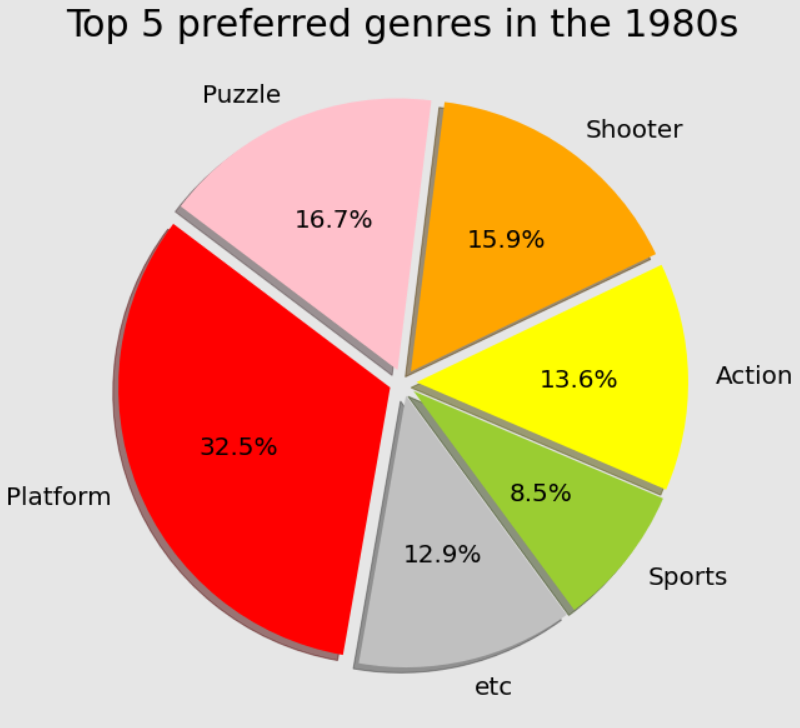 Top 5 preferred genres in the 1980s
Puzzle
Shooter
16.7%
15.9%
Action
13.6%
32.5%
Platform
8.5%
12.9%
Sports
etc